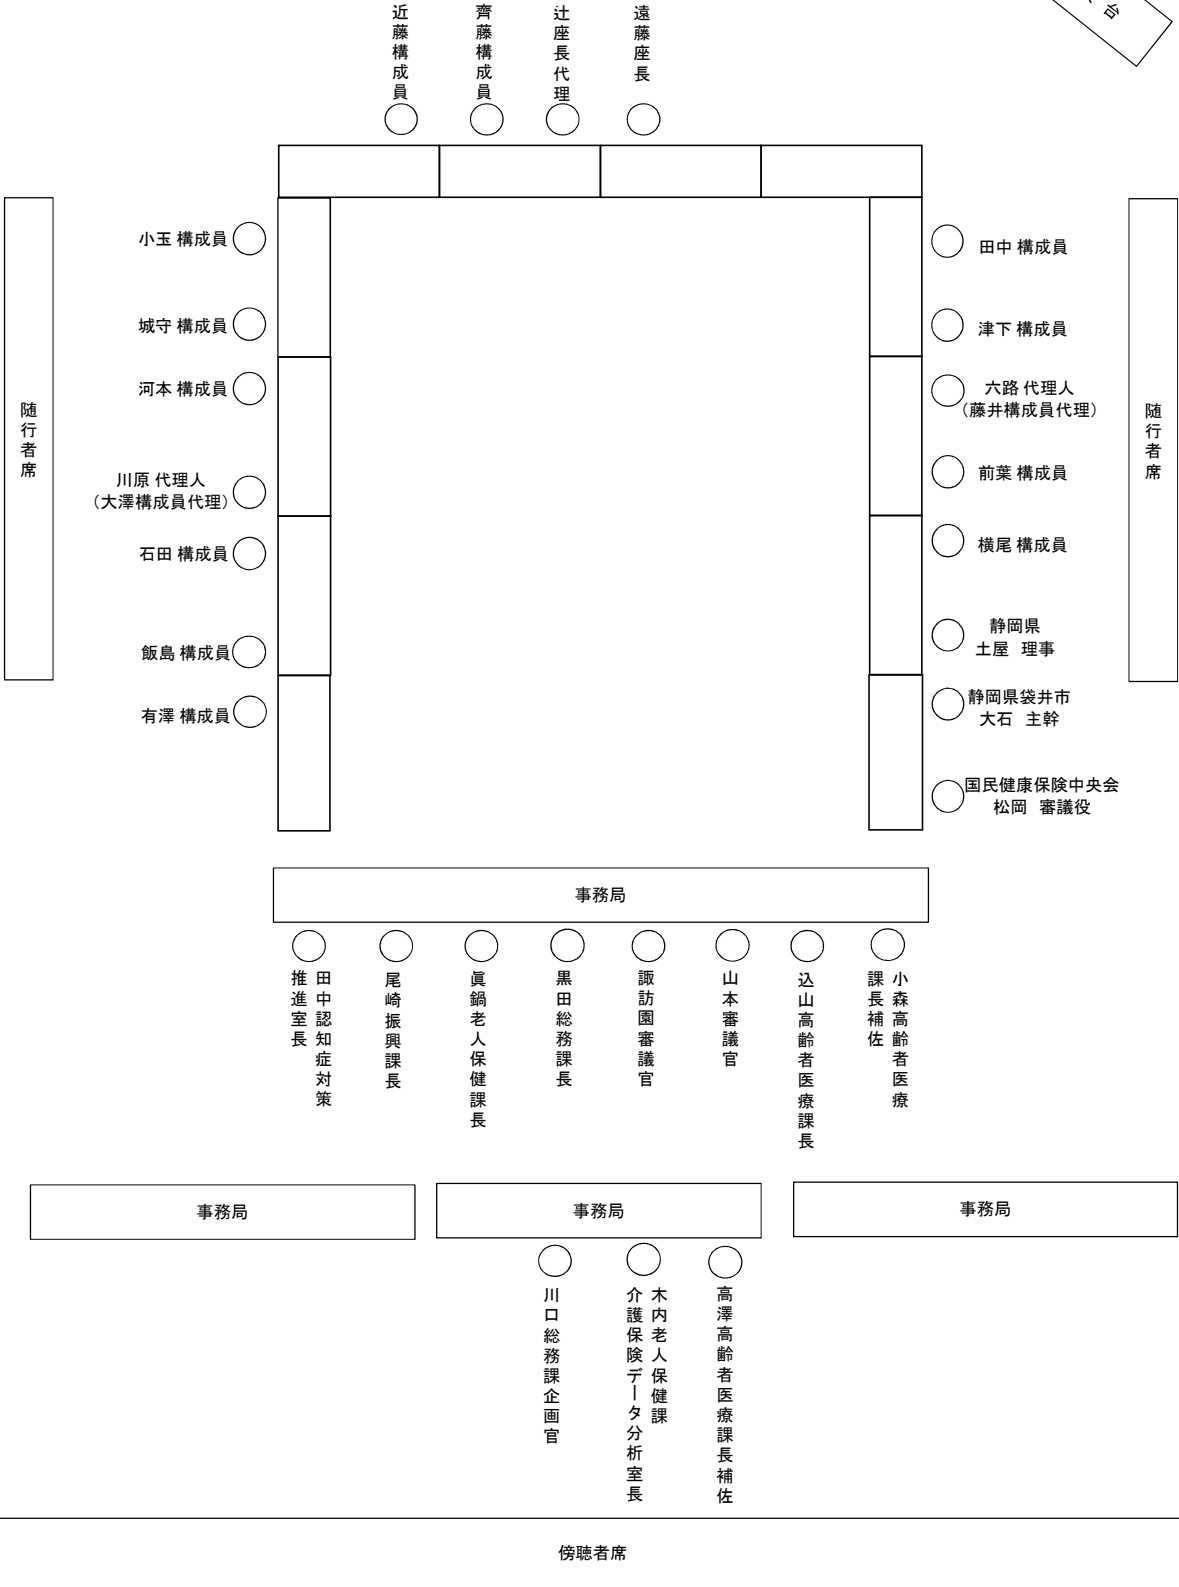 台
近藤構成員
齊藤構成員
辻座長代理
遠藤座長
小玉 構成員
城守 構成員
河本 構成員
川原 代理人
（大澤構成員代理）
石田 構成員
飯島 構成員
有澤 構成員
随行者席
田中 構成員
津下 構成員
六路 代理人
（藤井構成員代理）
前葉 構成員
横尾 構成員
静岡県
土屋 理事
静岡県袋井市
大石 主幹
国民健康保険中央会
松岡 審議役
随行者席
事務局
田中認知症対策
推進室長
尾崎振興課長
眞鍋老人保健課長
黒田総務課長
諏訪園審議官
山本審議官
込山高齢者医療課長
小森高齢者医療
課長補佐
事務局
事務局
事務局
川口総務課企画官
木内老人保健課
介護保険データ分析室長
高澤高齢者医療課長補佐
傍聴者席